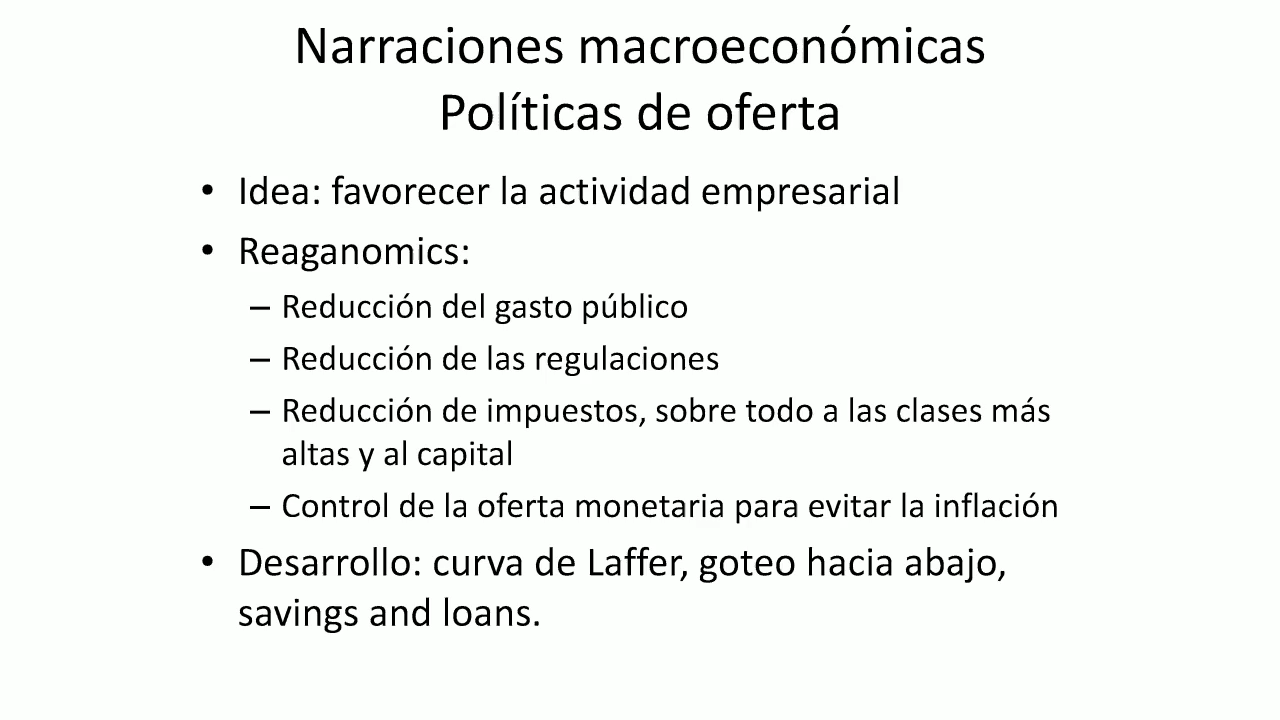 Narraciones macroeconómicas
Políticas de oferta
• Idea: favorecer la actividad empresarial
• Reaganomics:
– Reducción del gasto público
– Reducción de las regulaciones
– Reducción de impuestos, sobre todo a las clases más
altas y al capital
– Control de la oferta monetaria para evitar la inflación
• Desarrollo: curva de Laffer, goteo hacia abajo,
savings and loans.